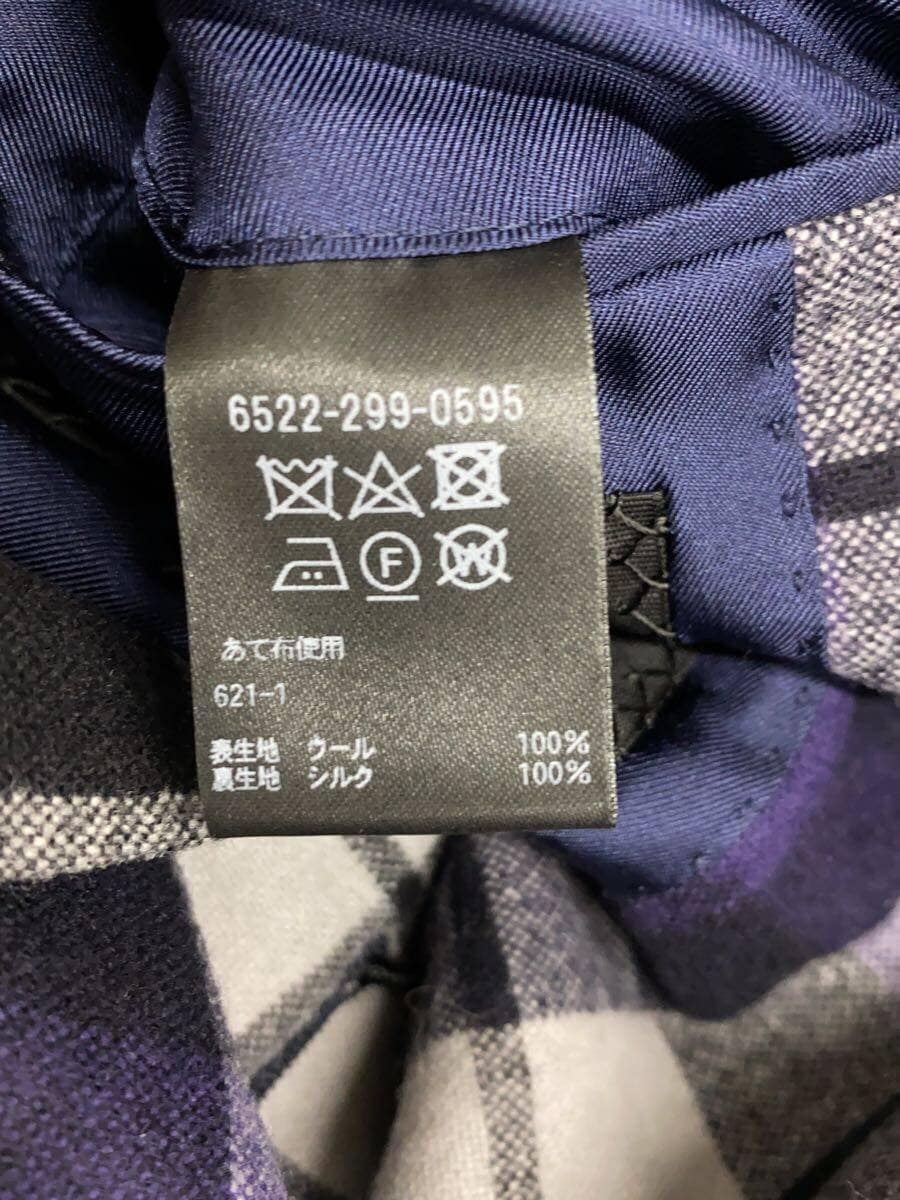 6522-299-0595
F W
あて布使用
621-1
表生地 ウール 100%
裏生地 シルク 100%